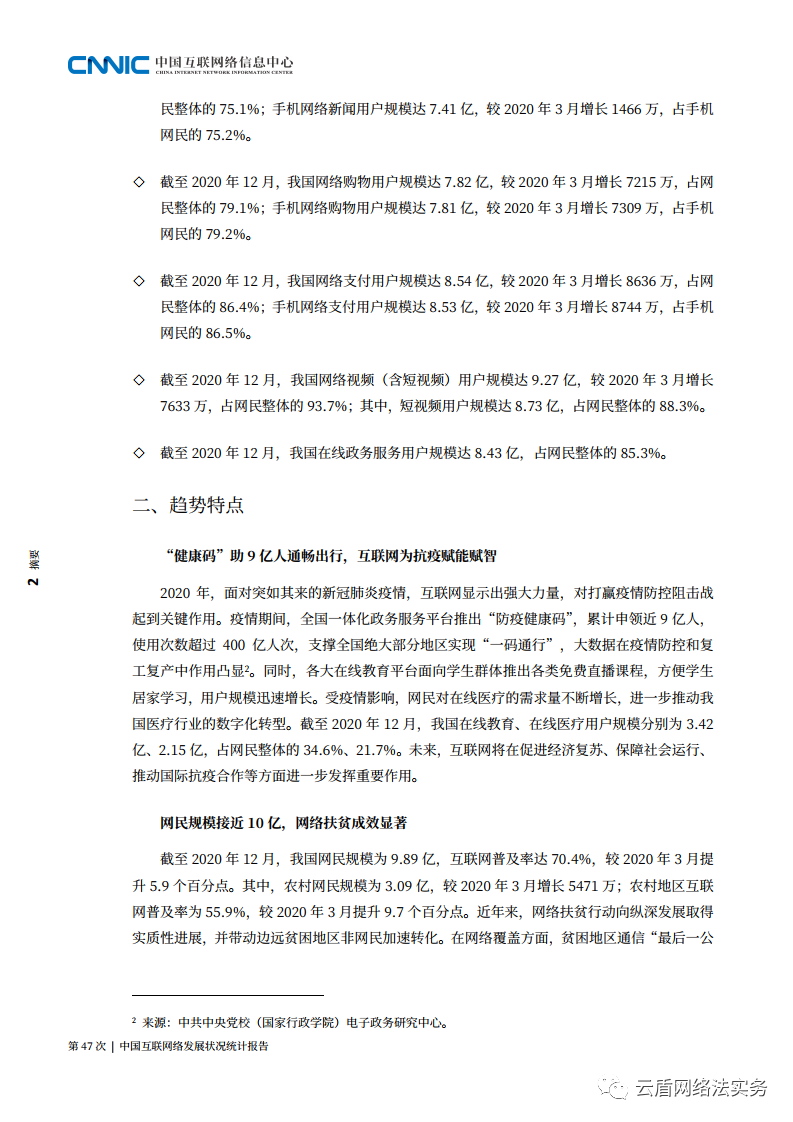 CNNIC 中国互联网络信息中心
CHINA INTERNET NETWORK INFORMATION CENTER
民整体的 75.1%；手机网络新闻用户规模达 7.41 亿，较 2020 年 3 月增长 1466 万，占手机
网民的 75.2%。
◇ 截至 2020 年 12 月，我国网络购物用户规模达 7.82 亿，较 2020 年 3 月增长 7215 万，占网
民整体的 79.1%；手机网络购物用户规模达 7.81 亿，较 2020 年 3 月增长 7309 万，占手机
网民的 79.2%。
◇ 截至 2020 年 12 月，我国网络支付用户规模达 8.54 亿，较 2020 年 3 月增长 8636 万，占网
民整体的 86.4%；手机网络支付用户规模达 8.53 亿，较 2020 年 3 月增长 8744 万，占手机
网民的 86.5%。
◇ 截至 2020 年 12 月，我国网络视频（含短视频）用户规模达 9.27 亿，较 2020 年 3 月增长
7633 万，占网民整体的 93.7%；其中，短视频用户规模达 8.73 亿，占网民整体的 88.3%。
◇ 截至 2020 年 12 月，我国在线政务服务用户规模达 8.43 亿，占网民整体的 85.3%。
二、趋势特点
“健康码”助 9 亿人通畅出行，互联网为抗疫赋能赋智
2020 年，面对突如其来的新冠肺炎疫情，互联网显示出强大力量，对打赢疫情防控阻击战
起到关键作用。疫情期间，全国一体化政务服务平台推出“防疫健康码”，累计申领近 9 亿人，
使用次数超过 400 亿人次，支撑全国绝大部分地区实现“一码通行”，大数据在疫情防控和复
工复产中作用凸显²。同时，各大在线教育平台面向学生群体推出各类免费直播课程，方便学生
居家学习，用户规模迅速增长。受疫情影响，网民对在线医疗的需求量不断增长，进一步推动我
国医疗行业的数字化转型。截至 2020 年 12 月，我国在线教育、在线医疗用户规模分别为 3.42
亿、2.15 亿，占网民整体的 34.6%、21.7%。未来，互联网将在促进经济复苏、保障社会运行、
推动国际抗疫合作等方面进一步发挥重要作用。
网民规模接近 10 亿，网络扶贫成效显著
截至 2020 年 12 月，我国网民规模为 9.89 亿，互联网普及率达 70.4%，较 2020 年 3 月提
升 5.9 个百分点。其中，农村网民规模为 3.09 亿，较 2020 年 3 月增长 5471 万；农村地区互联
网普及率为 55.9%，较 2020 年 3 月提升 9.7 个百分点。近年来，网络扶贫行动向纵深发展取得
实质性进展，并带动边远贫困地区非网民加速转化。在网络覆盖方面，贫困地区通信“最后一公
2 摘要
² 来源：中共中央党校（国家行政学院）电子政务研究中心。
第 47 次 | 中国互联网络发展状况统计报告
云盾网络法实务